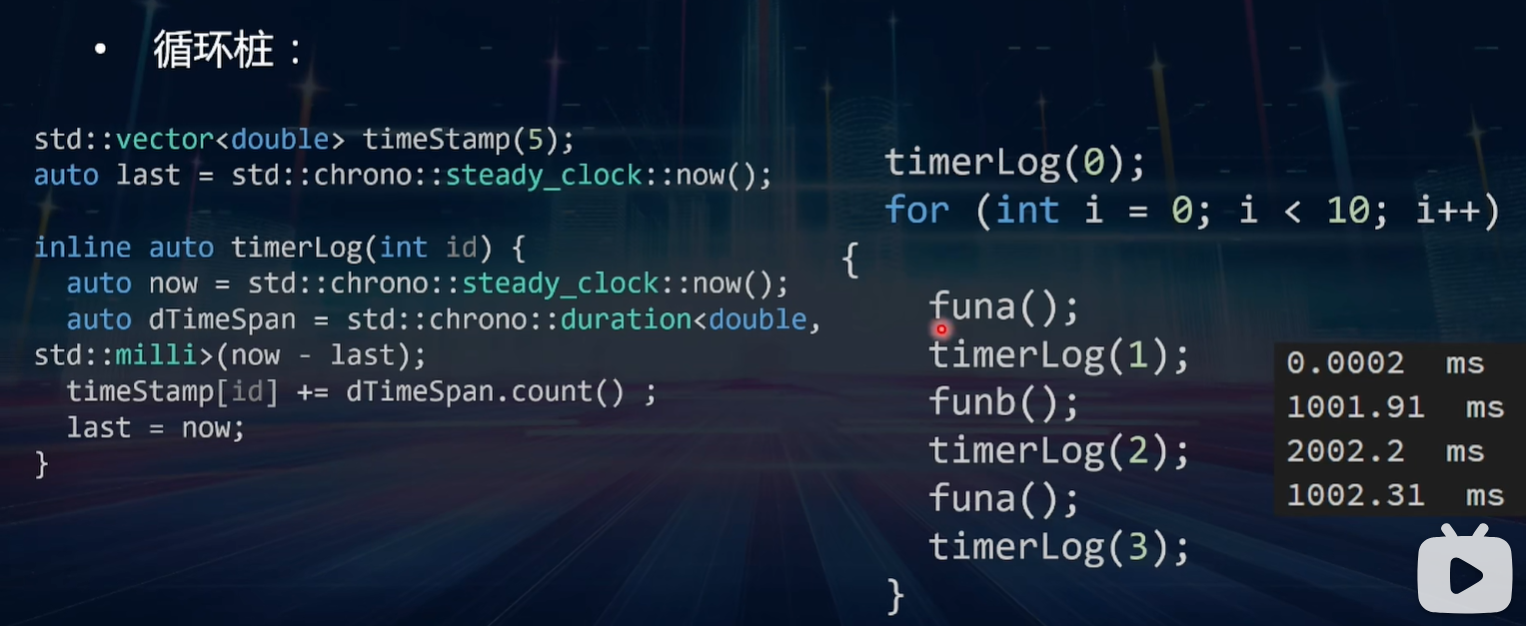 • 循环桩：
std::vector<double> timeStamp(5);
auto last = std::chrono::steady_clock::now();
inline auto timerLog(int id) {
auto now = std::chrono::steady_clock::now();
auto dTimeSpan = std::chrono::duration<double,
std::milli>(now - last);
timeStamp[id] += dTimeSpan.count() ;
last = now;
}
timerLog(0);
for (int i = 0; i < 10; i++)
{
funa();
timerLog(1);
funb();
timerLog(2);
funa();
timerLog(3);
}
0.0002 ms
1001.91 ms
2002.2 ms
1002.31 ms